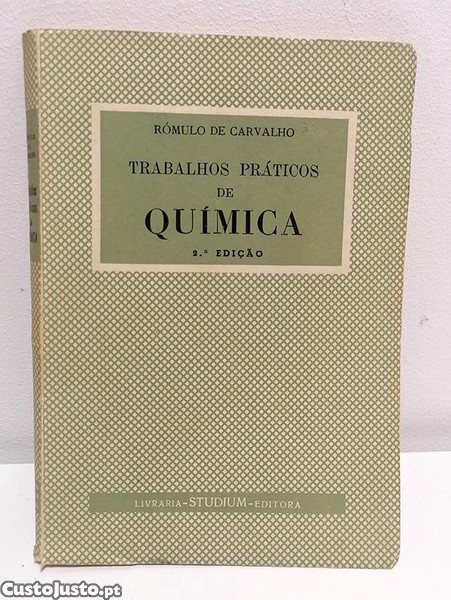 RÓMULO DE CARVALHO
TRABALHOS PRÁTICOS
DE
QUÍMICA
2.ª EDIÇÃO
LIVRARIA-STUDIUM-EDITORA
CustoJusto.pt